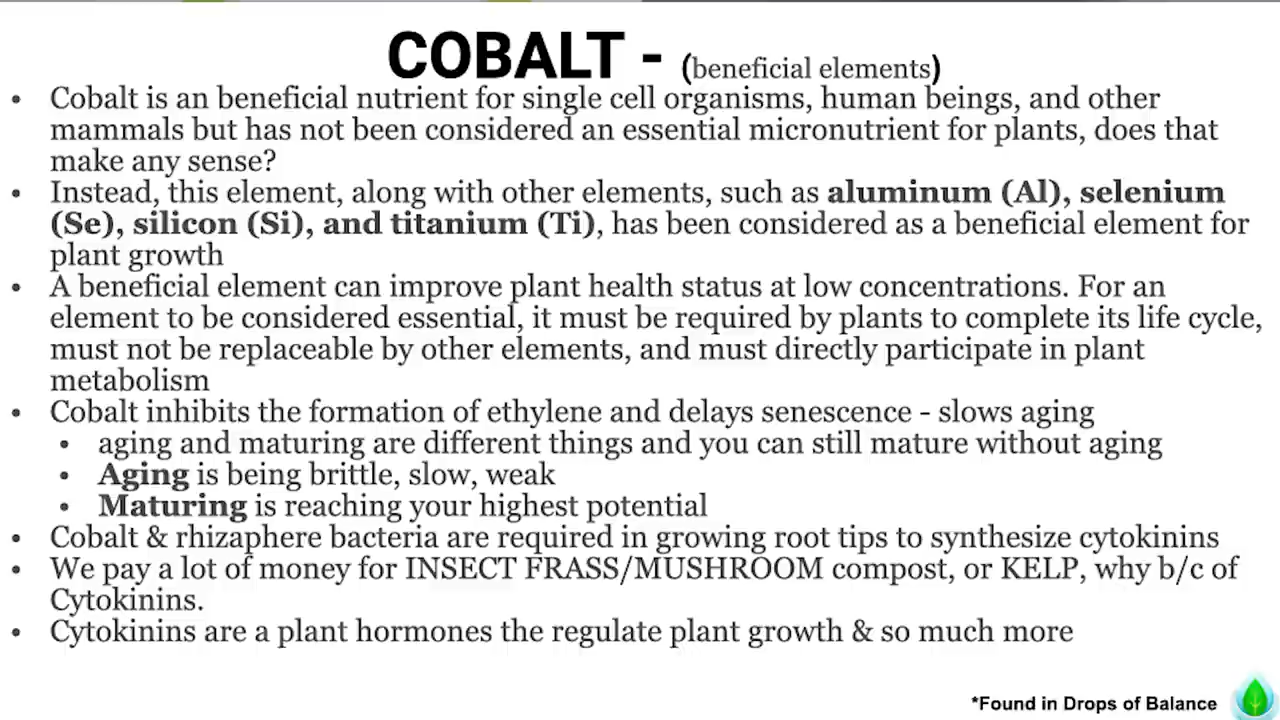 COBALT - (beneficial elements)
• Cobalt is an beneficial nutrient for single cell organisms, human beings, and other
mammals but has not been considered an essential micronutrient for plants, does that
make any sense?
• Instead, this element, along with other elements, such as aluminum (Al), selenium
(Se), silicon (Si), and titanium (Ti), has been considered as a beneficial element for
plant growth
• A beneficial element can improve plant health status at low concentrations. For an
element to be considered essential, it must be required by plants to complete its life cycle,
must not be replaceable by other elements, and must directly participate in plant
metabolism
• Cobalt inhibits the formation of ethylene and delays senescence - slows aging
• aging and maturing are different things and you can still mature without aging
• Aging is being brittle, slow, weak
• Maturing is reaching your highest potential
• Cobalt & rhizaphere bacteria are required in growing root tips to synthesize cytokinins
• We pay a lot of money for INSECT FRASS/MUSHROOM compost, or KELP, why b/c of
Cytokinins.
• Cytokinins are a plant hormones the regulate plant growth & so much more
*Found in Drops of Balance